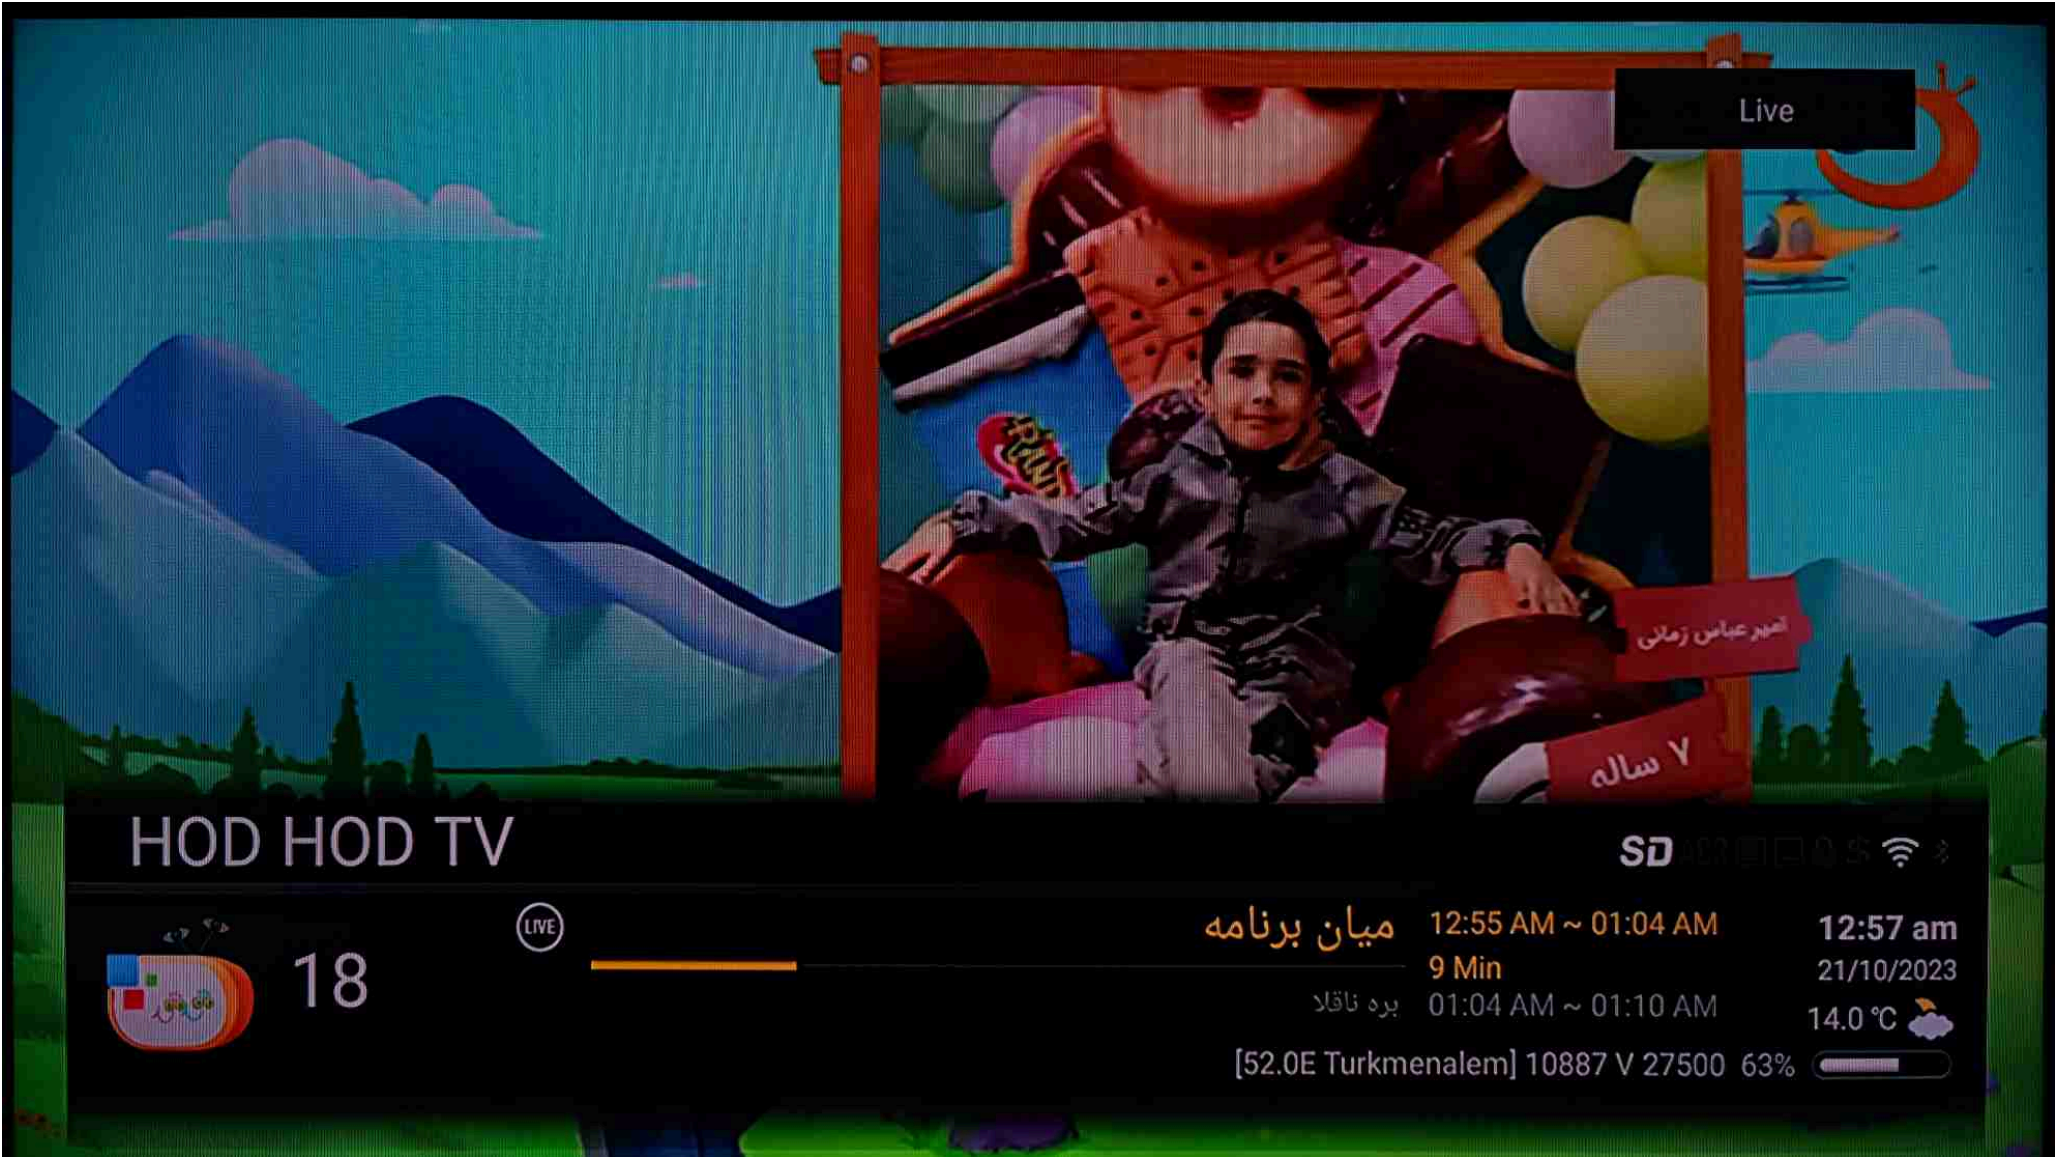 Live
امیر عباس زمانی
۷ ساله
HOD HOD TV
SD
18
LIVE
میان برنامه 12:55 AM ~ 01:04 AM
9 Min
بره ناقلا 01:04 AM ~ 01:10 AM
12:57 am
21/10/2023
14.0 °C
[52.0E Turkmenalem] 10887 V 27500 63%